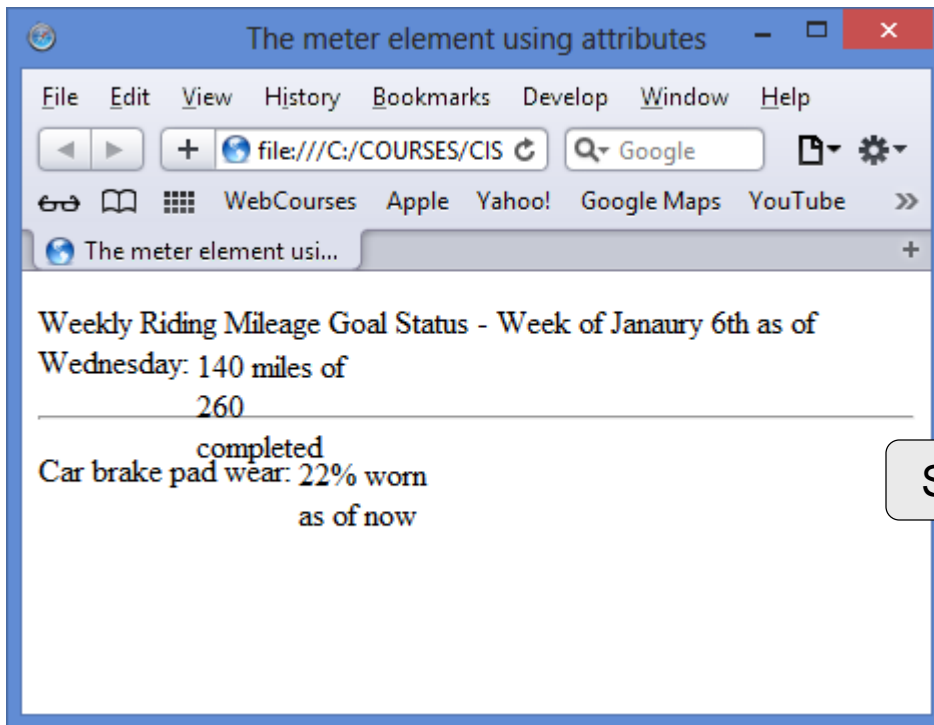 The meter element using attributes
File Edit View History Bookmarks Develop Window Help
file:///C:/COURSES/CIS Google
WebCourses Apple Yahoo! Google Maps YouTube
The meter element usi...
Weekly Riding Mileage Goal Status - Week of Janaury 6th as of
Wednesday: 140 miles of
260
completed
Car brake pad wear: 22% worn
as of now